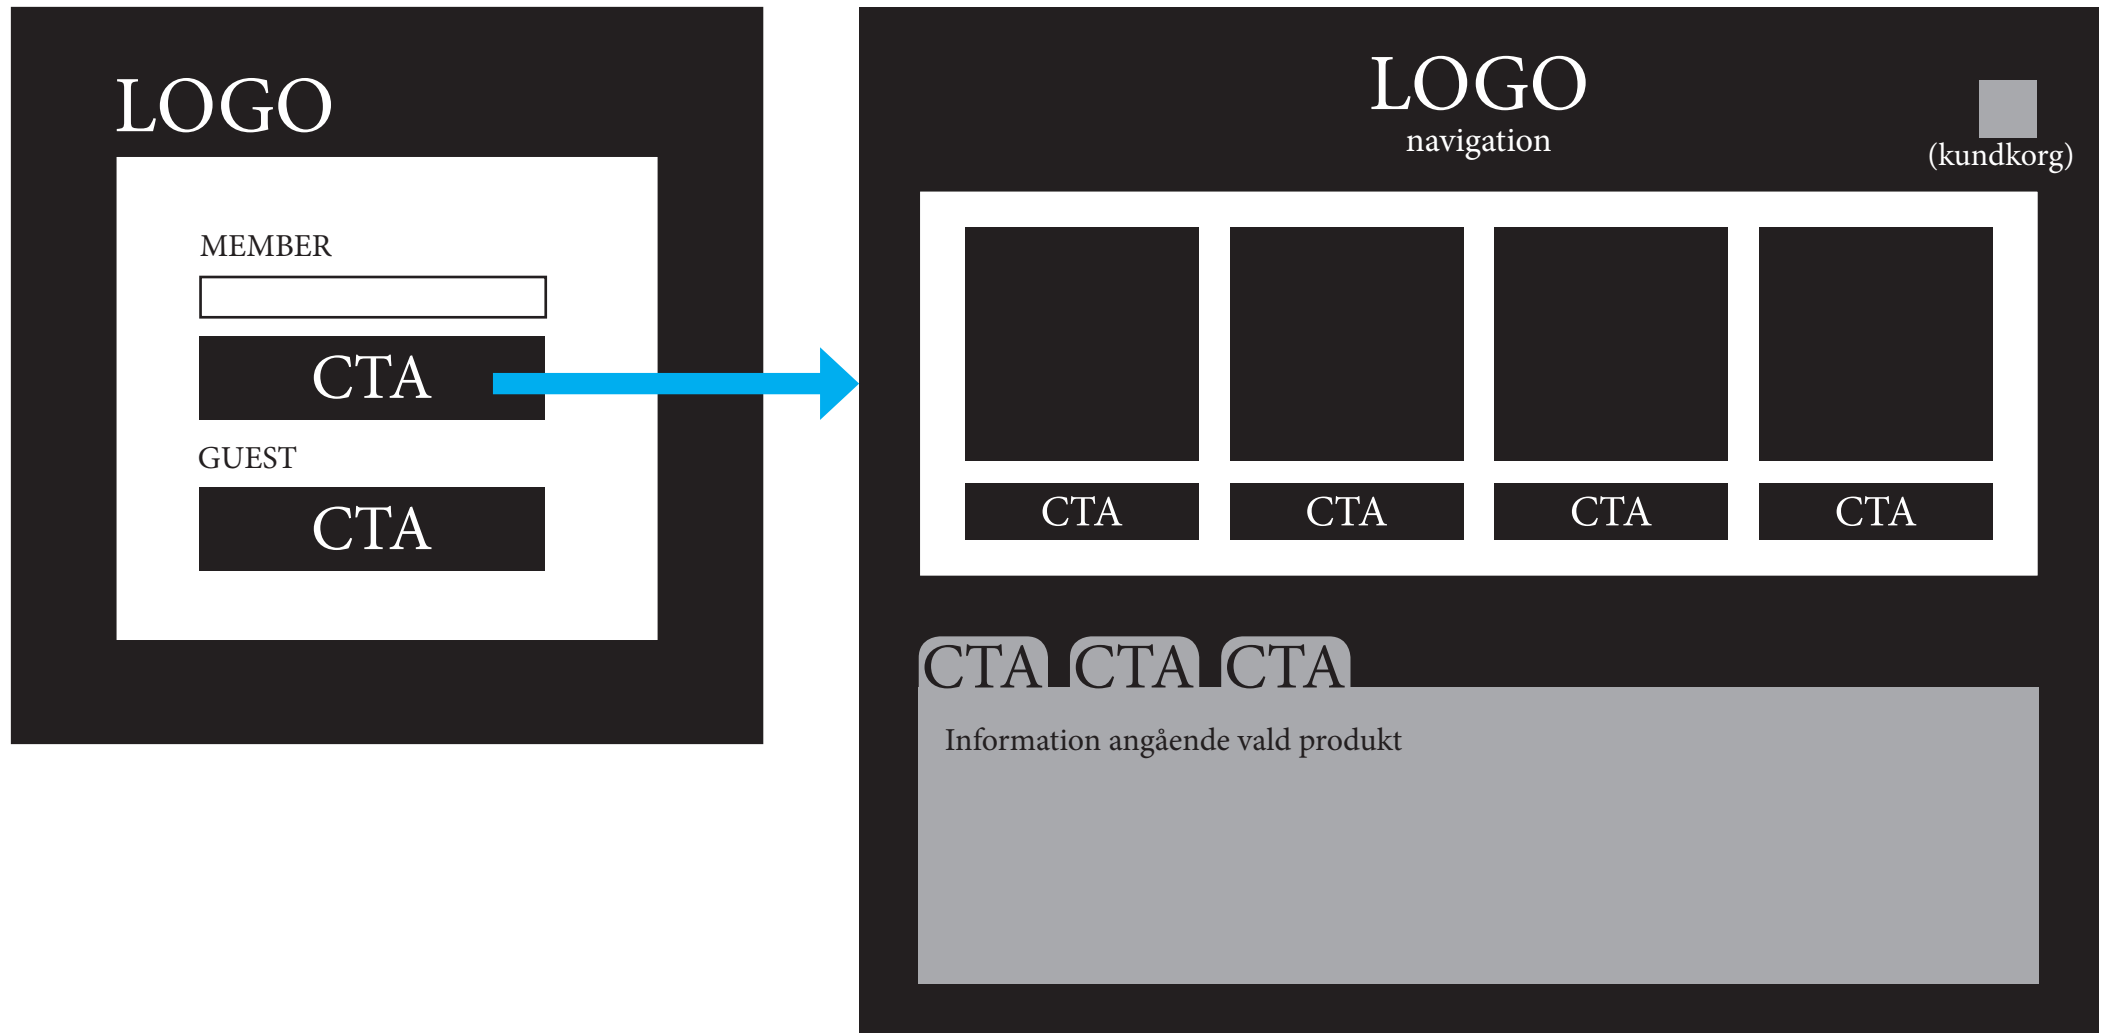 LOGO
MEMBER
CTA
GUEST
CTA
LOGO
navigation
(kundkorg)
CTA CTA CTA CTA
CTA CTA CTA
Information angående vald produkt